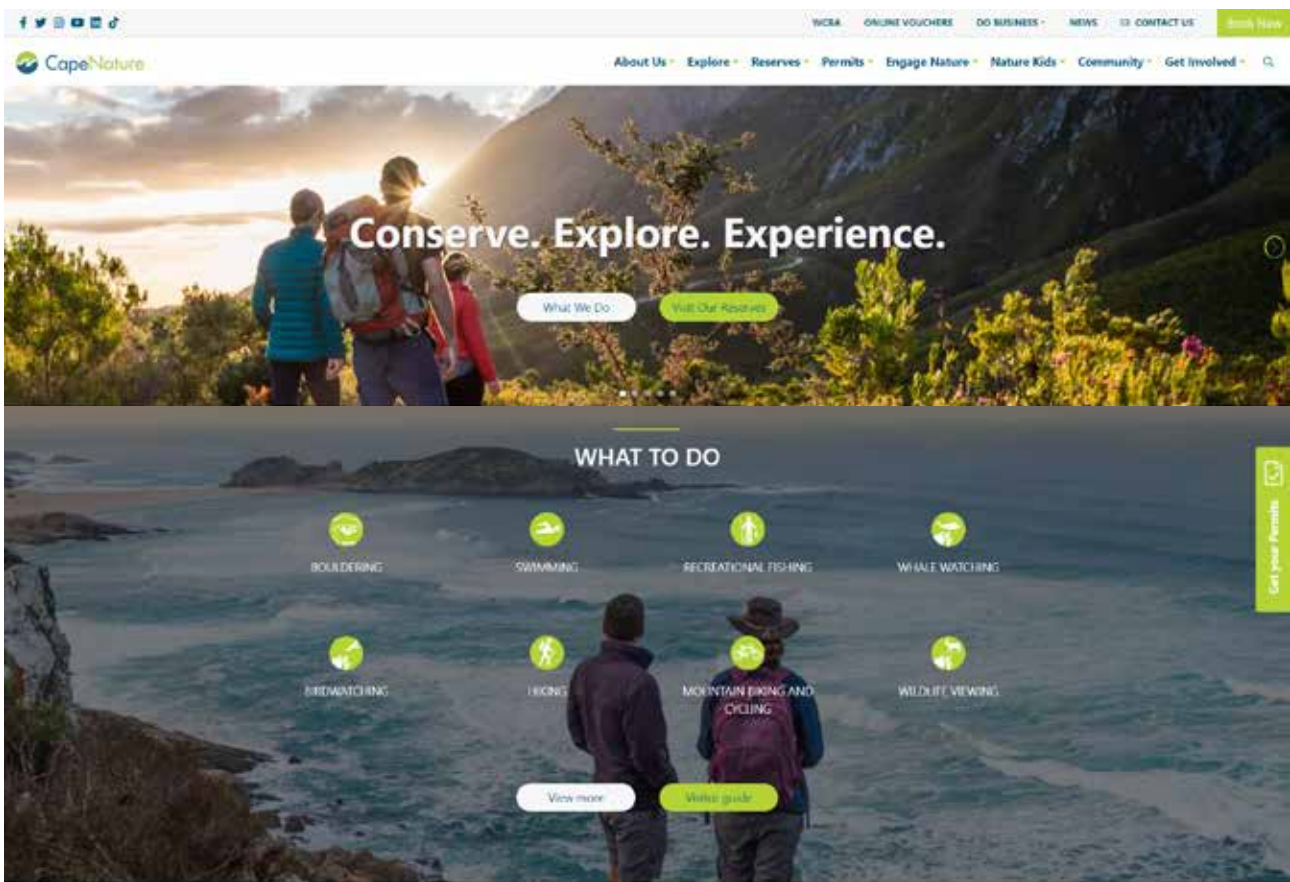 WCBA ONLINE VOUCHERS DO BUSINESS NEWS CONTACT US Book Now
CapeNature
About Us Explore Reserves Permits Engage Nature Nature Kids Community Get Involved
Conserve. Explore. Experience.
What We Do Visit Our Reserves
WHAT TO DO
BOULDERING SWIMMING RECREATIONAL FISHING WHALE WATCHING
BIRDWATCHING HIKING MOUNTAIN BIKING AND CYCLING WILDLIFE VIEWING
View more Visitor guide
Get your Permits